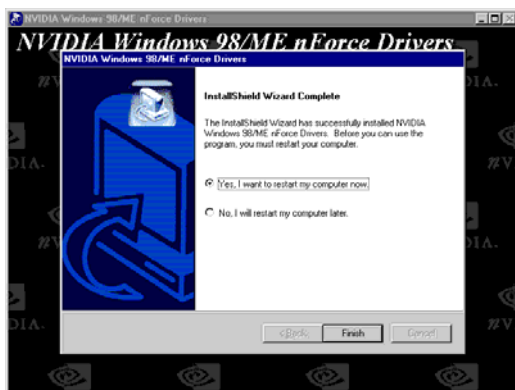 NVIDIA Windows 98/ME nForce Drivers
NVIDIA Windows 98/ME nForce Drivers
NVIDIA Windows 98/ME nForce Drivers
InstallShield Wizard Complete
The InstallShield Wizard has successfully installed NVIDIA
Windows 98/ME nForce Drivers. Before you can use the
program, you must restart your computer.
Yes, I want to restart my computer now.
No, I will restart my computer later.
< Back
Finish
Cancel